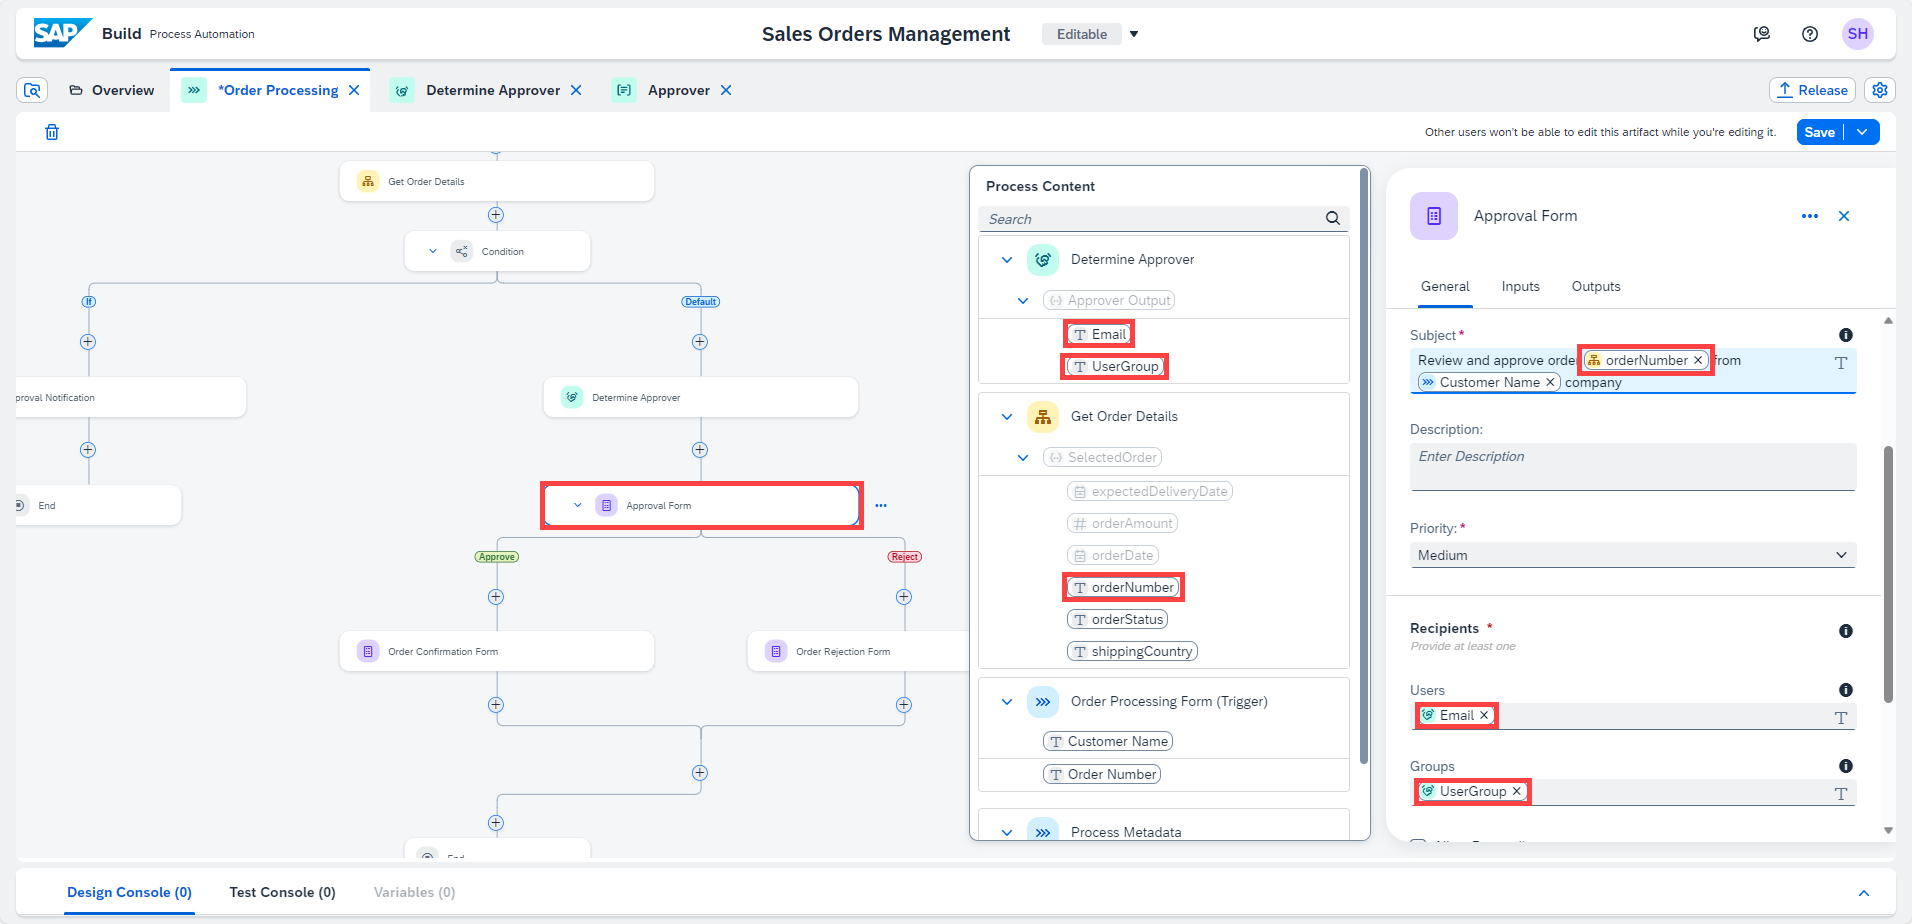 SAP Build Process Automation
Sales Orders Management
Editable
SH
Overview
*Order Processing
Determine Approver
Approver
Release
Other users won't be able to edit this artifact while you're editing it.
Save
Get Order Details
Condition
If
Default
proval Notification
Determine Approver
End
Approval Form
Approve
Reject
Order Confirmation Form
Order Rejection Form
End
Process Content
Search
Determine Approver
Approver Output
T Email
T UserGroup
Get Order Details
SelectedOrder
expectedDeliveryDate
# orderAmount
orderDate
T orderNumber
T orderStatus
T shippingCountry
Order Processing Form (Trigger)
T Customer Name
T Order Number
Process Metadata
Approval Form
General Inputs Outputs
Subject *
Review and approve order orderNumber from
Customer Name company
T
Description:
Enter Description
Priority: *
Medium
Recipients *
Provide at least one
Users
Email
T
Groups
UserGroup
T
Design Console (0)
Test Console (0)
Variables (0)